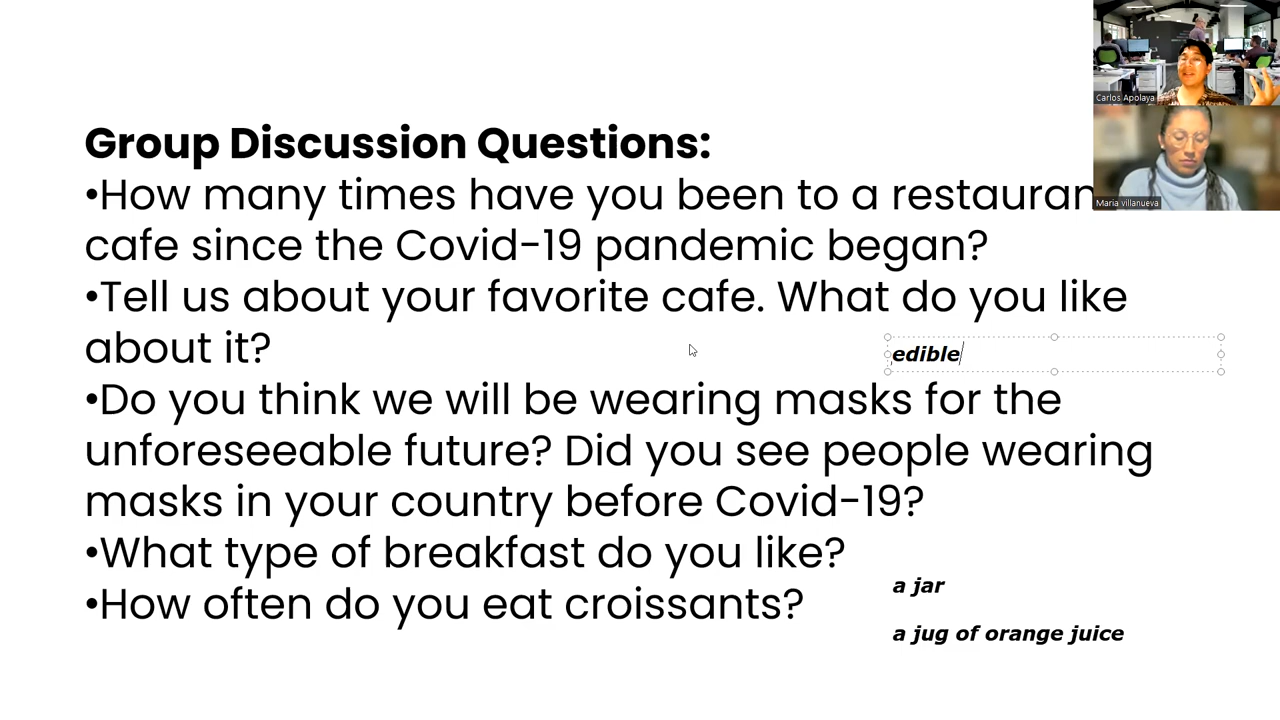 Carlos Apolaya
Group Discussion Questions:
•How many times have you been to a restauran
Maria villanueva
cafe since the Covid-19 pandemic began?
•Tell us about your favorite cafe. What do you like
about it?
edible
•Do you think we will be wearing masks for the
unforeseeable future? Did you see people wearing
masks in your country before Covid-19?
•What type of breakfast do you like?
a jar
•How often do you eat croissants?
a jug of orange juice